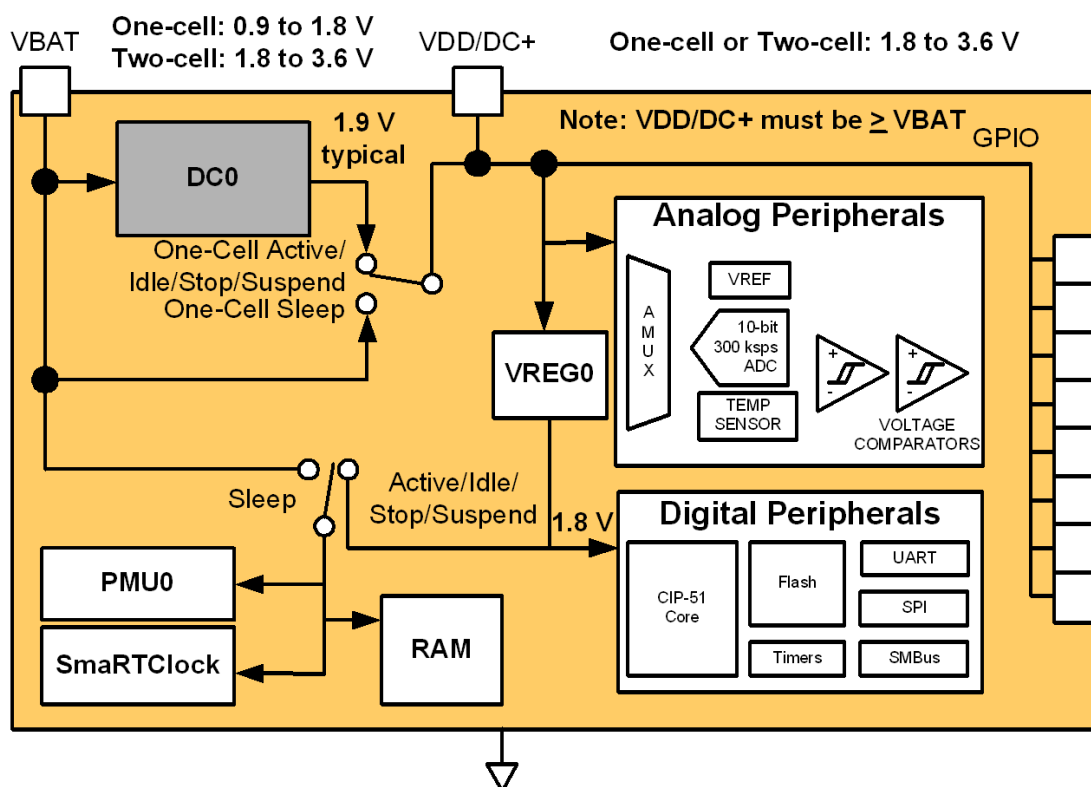 VBAT
One-cell: 0.9 to 1.8 V
Two-cell: 1.8 to 3.6 V
VDD/DC+
One-cell or Two-cell: 1.8 to 3.6 V
Note: VDD/DC+ must be ≥ VBAT
GPIO
1.9 V
typical
DC0
One-Cell Active/
Idle/Stop/Suspend
One-Cell Sleep
VREG0
Analog Peripherals
A
M
U
X
VREF
10-bit
300 ksps
ADC
TEMP
SENSOR
+
-
+
-
VOLTAGE
COMPARATORS
Sleep
Active/Idle/
Stop/Suspend
1.8 V
Digital Peripherals
CIP-51
Core
Flash
Timers
UART
SPI
SMBus
PMU0
SmaRTClock
RAM